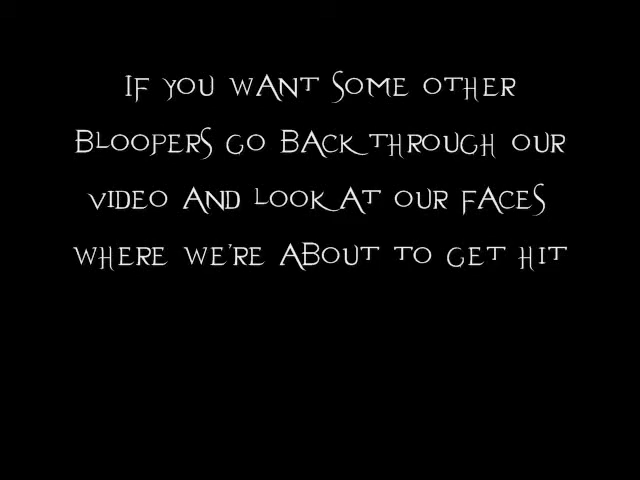 If you want some other
Bloopers go back through our
video and look at our faces
where we're about to get hit